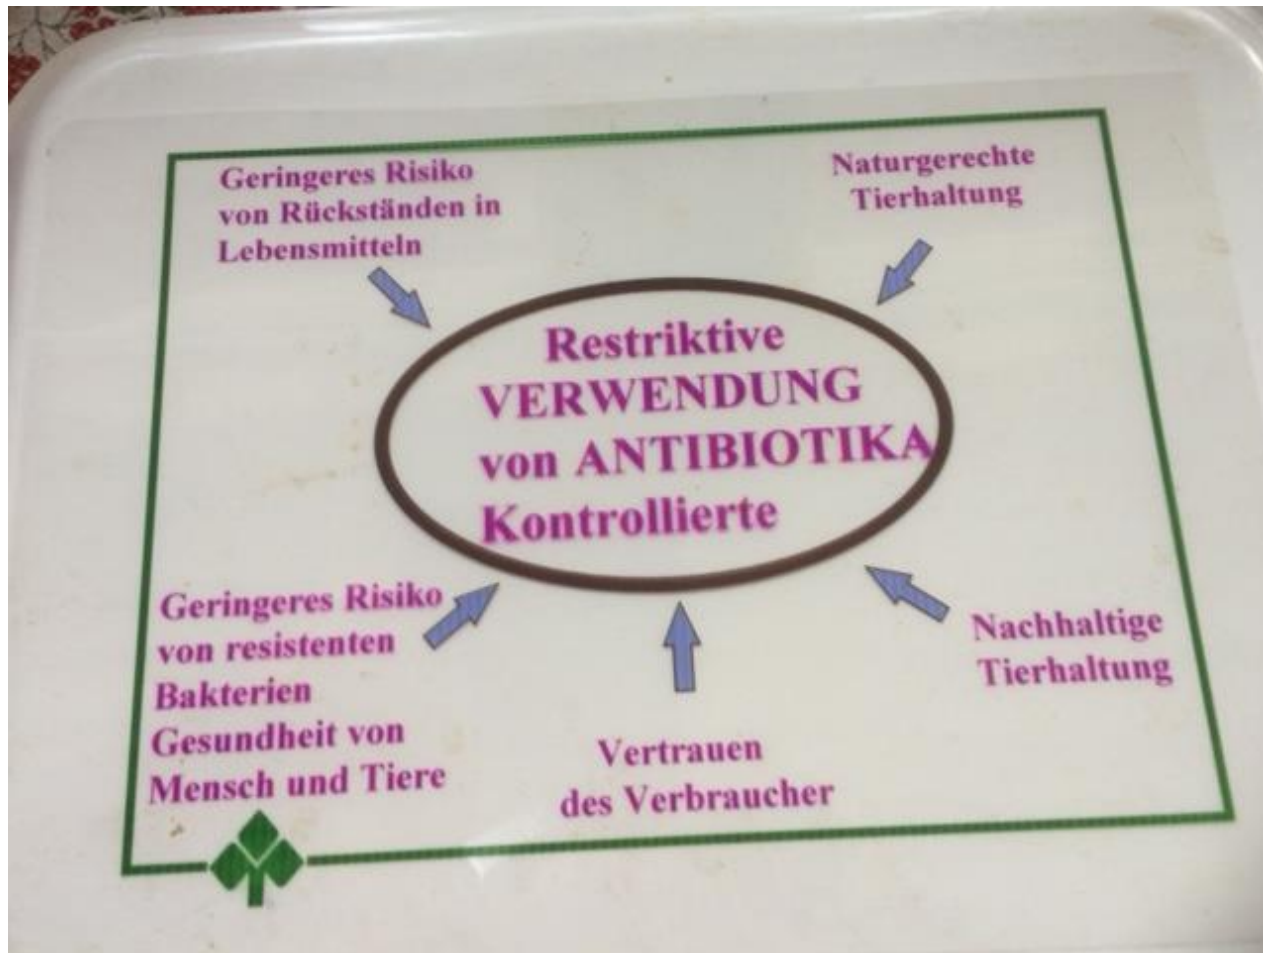 Geringeres Risiko
von Rückständen in
Lebensmitteln
Naturgerechte
Tierhaltung
Restriktive
VERWENDUNG
von ANTIBIOTIKA
Kontrollierte
Geringeres Risiko
von resistenten
Bakterien
Gesundheit von
Mensch und Tiere
Vertrauen
des Verbraucher
Nachhaltige
Tierhaltung